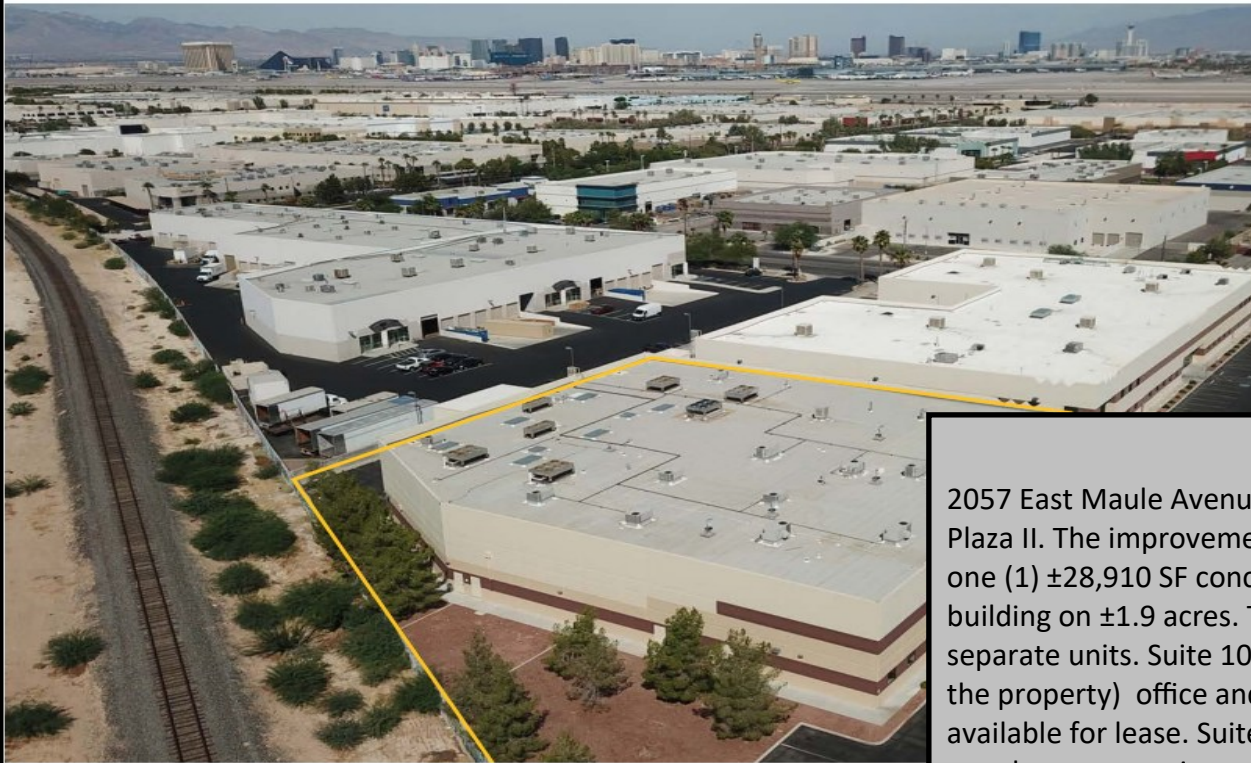 2057 East Maule Avenu
Plaza II. The improveme
one (1) ±28,910 SF conc
building on ±1.9 acres.
separate units. Suite 10
the property) office and
available for lease. Suite